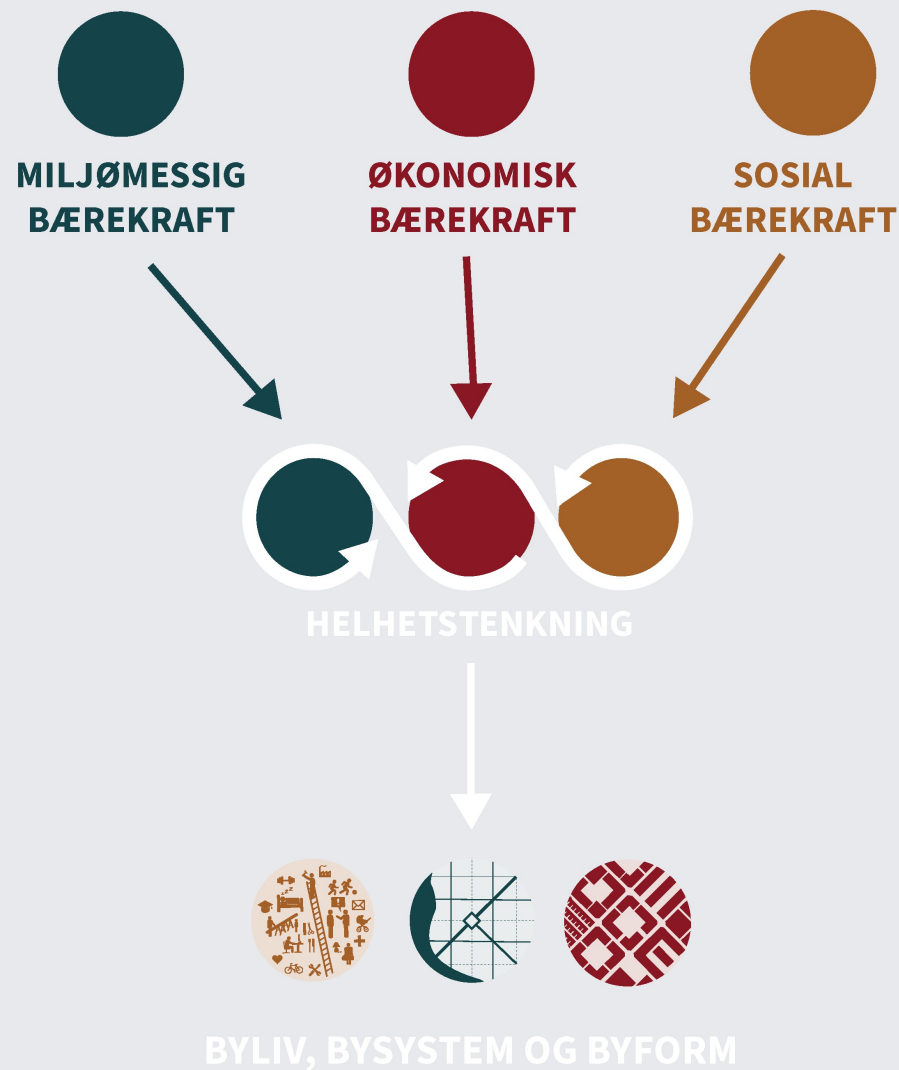 MILJØMESSIG
BÆREKRAFT
ØKONOMISK
BÆREKRAFT
SOSIAL
BÆREKRAFT
HELHETSTENKNING
BYLIV, BYSYSTEM OG BYFORM